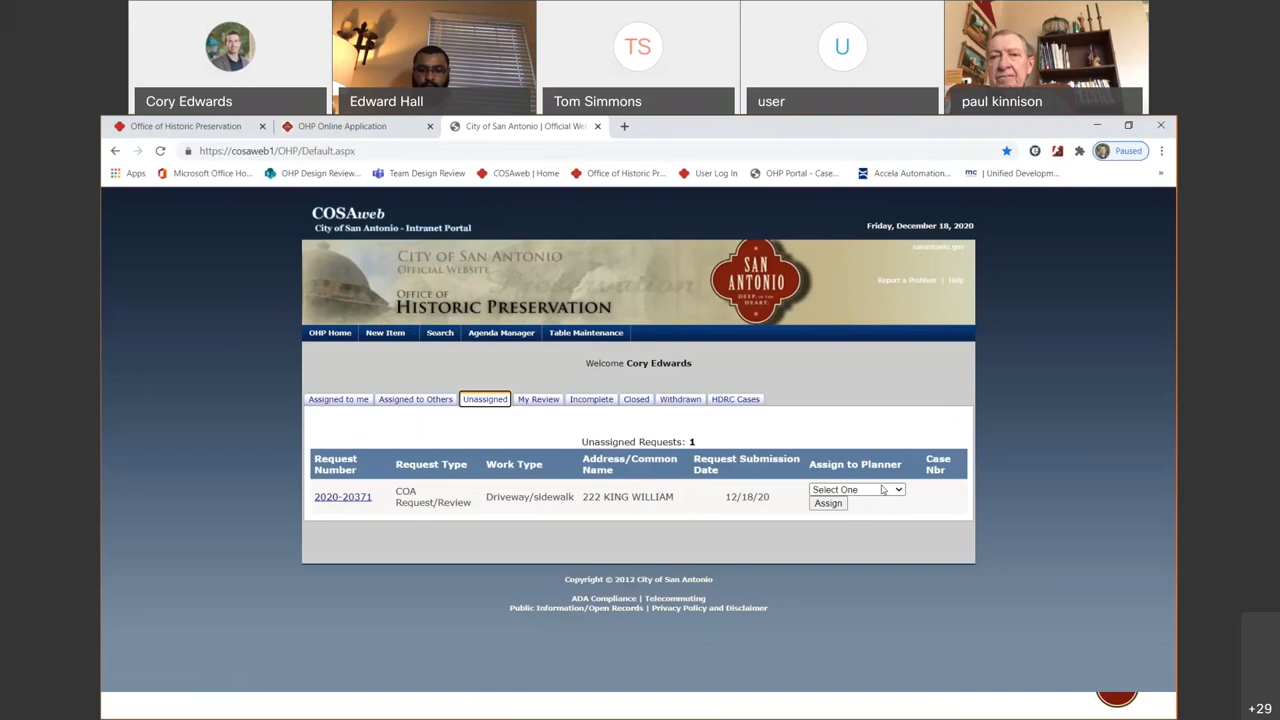 TS
U
Cory Edwards
Edward Hall
Tom Simmons
user
paul kinnison
Office of Historic Preservation
OHP Online Application
City of San Antonio | Official We
https://cosaweb1/OHP/Default.aspx
Paused
Apps
Microsoft Office Ho...
OHP Design Review...
Team Design Review
COSAweb | Home
Office of Historic Pr...
User Log In
OHP Portal - Case...
Accela Automation...
mc | Unified Develop...
»
COSAweb
City of San Antonio - Intranet Portal
Friday, December 18, 2020
sanantonio.gov
CITY OF SAN ANTONIO
OFFICIAL WEBSITE
OFFICE OF
HISTORIC PRESERVATION
SAN
ANTONIO
DEEP. IN THE.
HEART.
Report a Problem | Help
OHP Home
New Item
Search
Agenda Manager
Table Maintenance
Welcome Cory Edwards
Assigned to me
Assigned to Others
Unassigned
My Review
Incomplete
Closed
Withdrawn
HDRC Cases
Unassigned Requests: 1
Request Number
Request Type
Work Type
Address/Common Name
Request Submission Date
Assign to Planner
Case Nbr
2020-20371
COA Request/Review
Driveway/sidewalk
222 KING WILLIAM
12/18/20
Select One
Assign
Copyright © 2012 City of San Antonio
ADA Compliance | Telecommuting
Public Information/Open Records | Privacy Policy and Disclaimer
+29